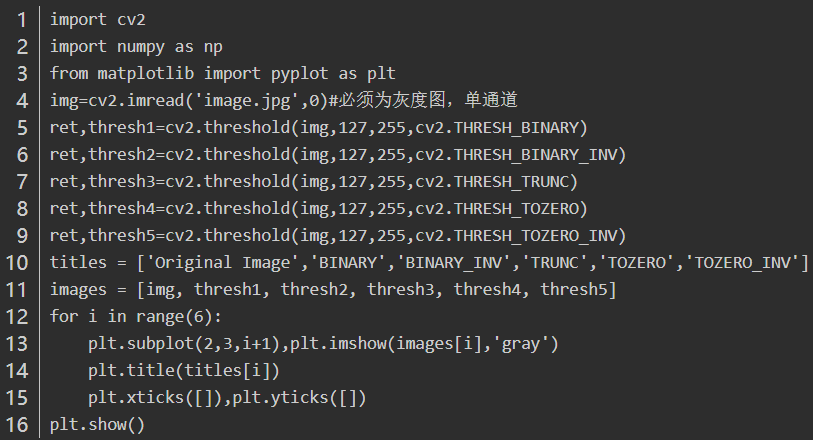 1 import cv2
2 import numpy as np
3 from matplotlib import pyplot as plt
4 img=cv2.imread('image.jpg',0)#必须为灰度图，单通道
5 ret,thresh1=cv2.threshold(img,127,255,cv2.THRESH_BINARY)
6 ret,thresh2=cv2.threshold(img,127,255,cv2.THRESH_BINARY_INV)
7 ret,thresh3=cv2.threshold(img,127,255,cv2.THRESH_TRUNC)
8 ret,thresh4=cv2.threshold(img,127,255,cv2.THRESH_TOZERO)
9 ret,thresh5=cv2.threshold(img,127,255,cv2.THRESH_TOZERO_INV)
10 titles = ['Original Image','BINARY','BINARY_INV','TRUNC','TOZERO','TOZERO_INV']
11 images = [img, thresh1, thresh2, thresh3, thresh4, thresh5]
12 for i in range(6):
13     plt.subplot(2,3,i+1),plt.imshow(images[i],'gray')
14     plt.title(titles[i])
15     plt.xticks([]),plt.yticks([])
16 plt.show()